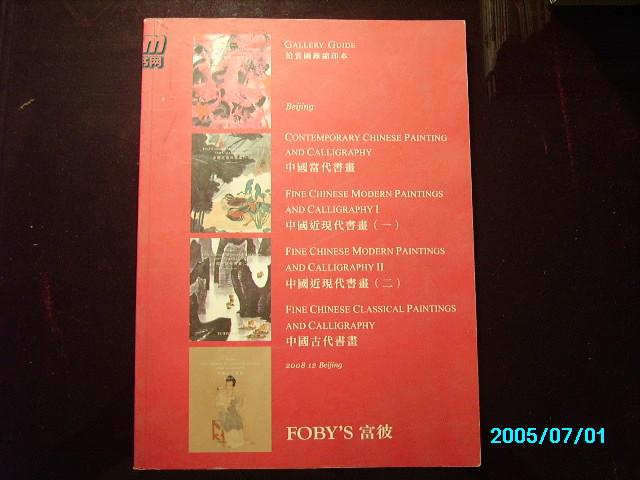 GALLERY GUIDE
拍賣圖錄縮印本
Beijing
CONTEMPORARY CHINESE PAINTING
AND CALLIGRAPHY
中國當代書畫
FINE CHINESE MODERN PAINTINGS
AND CALLIGRAPHY I
中國近現代書畫（一）
FINE CHINESE MODERN PAINTINGS
AND CALLIGRAPHY II
中國近現代書畫（二）
FINE CHINESE CLASSICAL PAINTINGS
AND CALLIGRAPHY
中國古代書畫
2008 12 Beijing
FOBY'S 富彼
2005/07/01